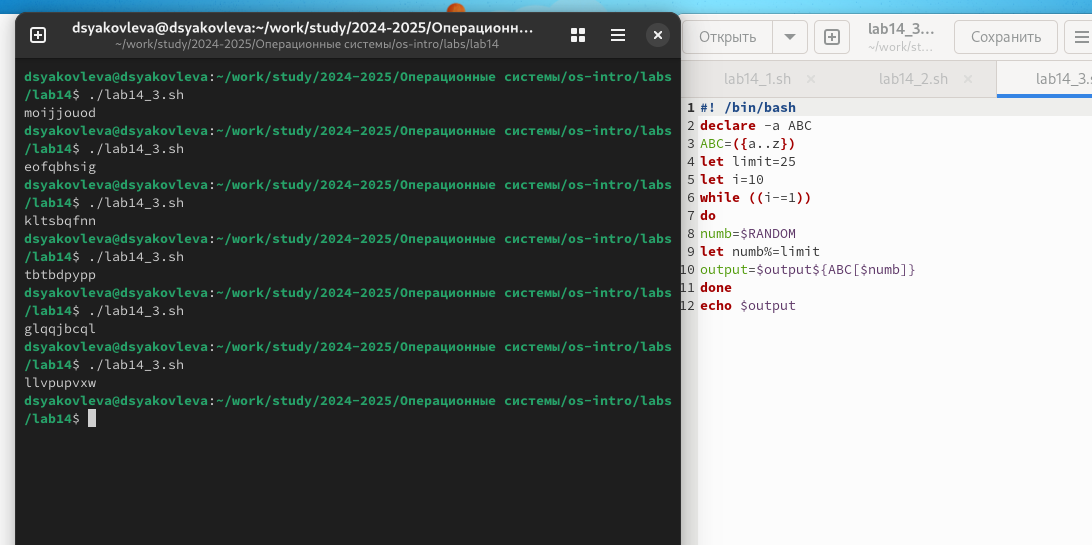 dsyakovleva@dsyakovleva:~/work/study/2024-2025/Операционн...
~/work/study/2024-2025/Операционные системы/os-intro/labs/lab14
dsyakovleva@dsyakovleva:~/work/study/2024-2025/Операционные системы/os-intro/labs
/lab14$ ./lab14_3.sh
moijjouod
dsyakovleva@dsyakovleva:~/work/study/2024-2025/Операционные системы/os-intro/labs
/lab14$ ./lab14_3.sh
eofqbhsig
dsyakovleva@dsyakovleva:~/work/study/2024-2025/Операционные системы/os-intro/labs
/lab14$ ./lab14_3.sh
kltsbqfnn
dsyakovleva@dsyakovleva:~/work/study/2024-2025/Операционные системы/os-intro/labs
/lab14$ ./lab14_3.sh
tbtbdpypp
dsyakovleva@dsyakovleva:~/work/study/2024-2025/Операционные системы/os-intro/labs
/lab14$ ./lab14_3.sh
glqqjbcql
dsyakovleva@dsyakovleva:~/work/study/2024-2025/Операционные системы/os-intro/labs
/lab14$ ./lab14_3.sh
llvpupvxw
dsyakovleva@dsyakovleva:~/work/study/2024-2025/Операционные системы/os-intro/labs
/lab14$
Открыть
lab14_3...
~/work/st...
Сохранить
lab14_1.sh
lab14_2.sh
lab14_3.s
1 #! /bin/bash
2 declare -a ABC
3 ABC=({a..z})
4 let limit=25
5 let i=10
6 while ((i-=1))
7 do
8 numb=$RANDOM
9 let numb%=limit
10 output=$output${ABC[$numb]}
11 done
12 echo $output